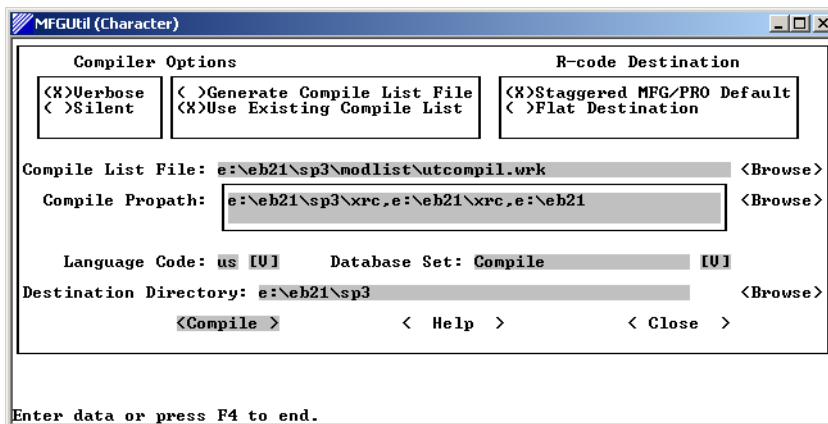 MFGUtil (Character)
Compiler Options R-code Destination
(X)Verbose ( )Generate Compile List File (X)Staggered MFG/PRO Default
( )Silent (X)Use Existing Compile List ( )Flat Destination
Compile List File: e:\eb21\sp3\modlist\utcompil.wrk <Browse>
Compile Propath: e:\eb21\sp3\xrc,e:\eb21\xrc,e:\eb21 <Browse>
Language Code: us [V] Database Set: Compile [V]
Destination Directory: e:\eb21\sp3 <Browse>
<Compile > < Help > < Close >
Enter data or press F4 to end.